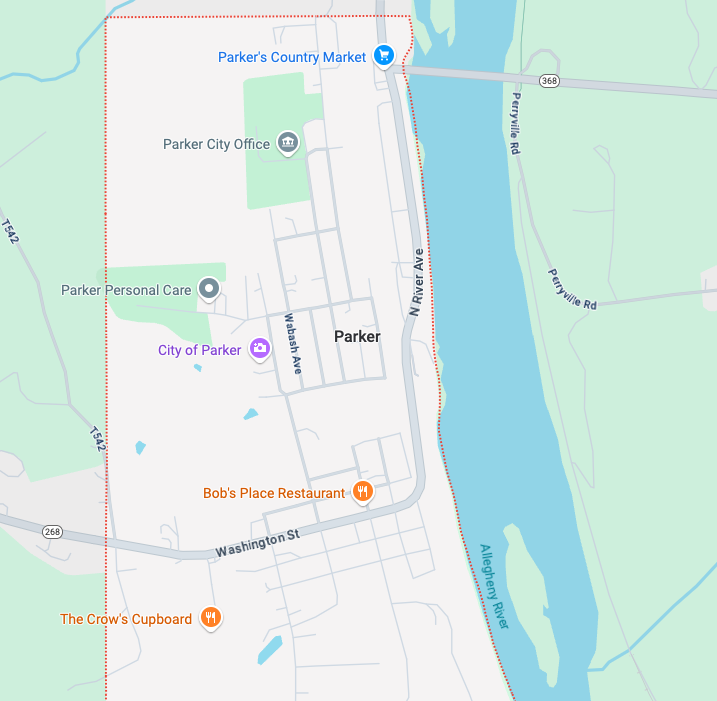 Parker's Country Market
368
Perryville Rd
Parker City Office
T542
N River Ave
Perryville Rd
Parker Personal Care
Wabash Ave
Parker
City of Parker
T542
Bob's Place Restaurant
268
Washington St
Allegheny River
The Crow's Cupboard